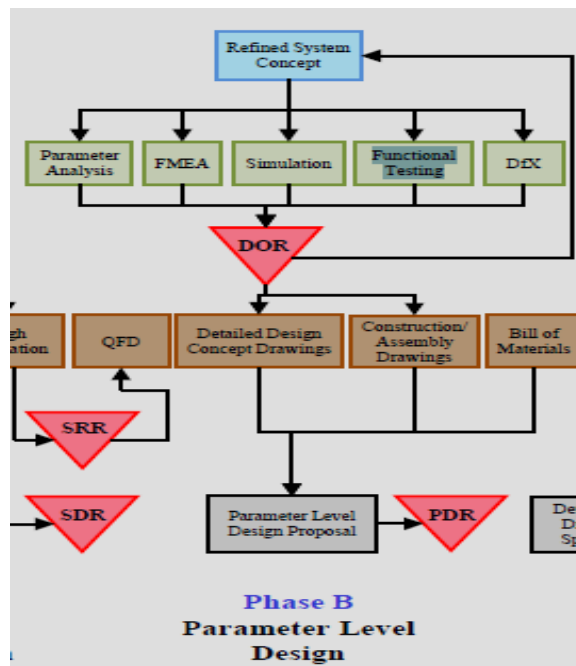 Refined System
Concept
Parameter
Analysis
FMEA
Simulation
Functional
Testing
DfX
DOR
QFD
Detailed Design
Concept Drawings
Construction/
Assembly
Drawings
Bill of
Materials
SRR
SDR
Parameter Level
Design Proposal
PDR
Phase B
Parameter Level
Design